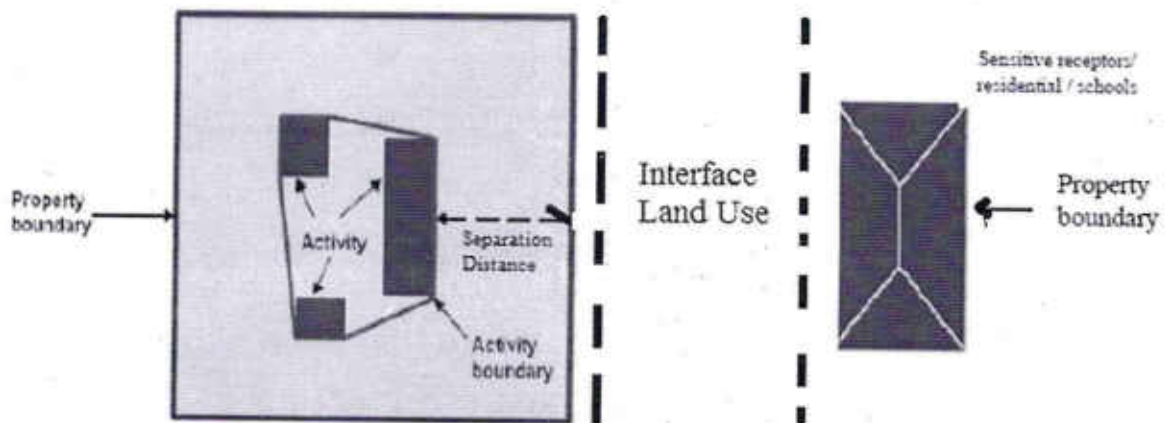 Property
boundary
Activity
Separation
Distance
Activity
boundary
Interface
Land Use
Sensitive receptors/
residential / schools
Property
boundary